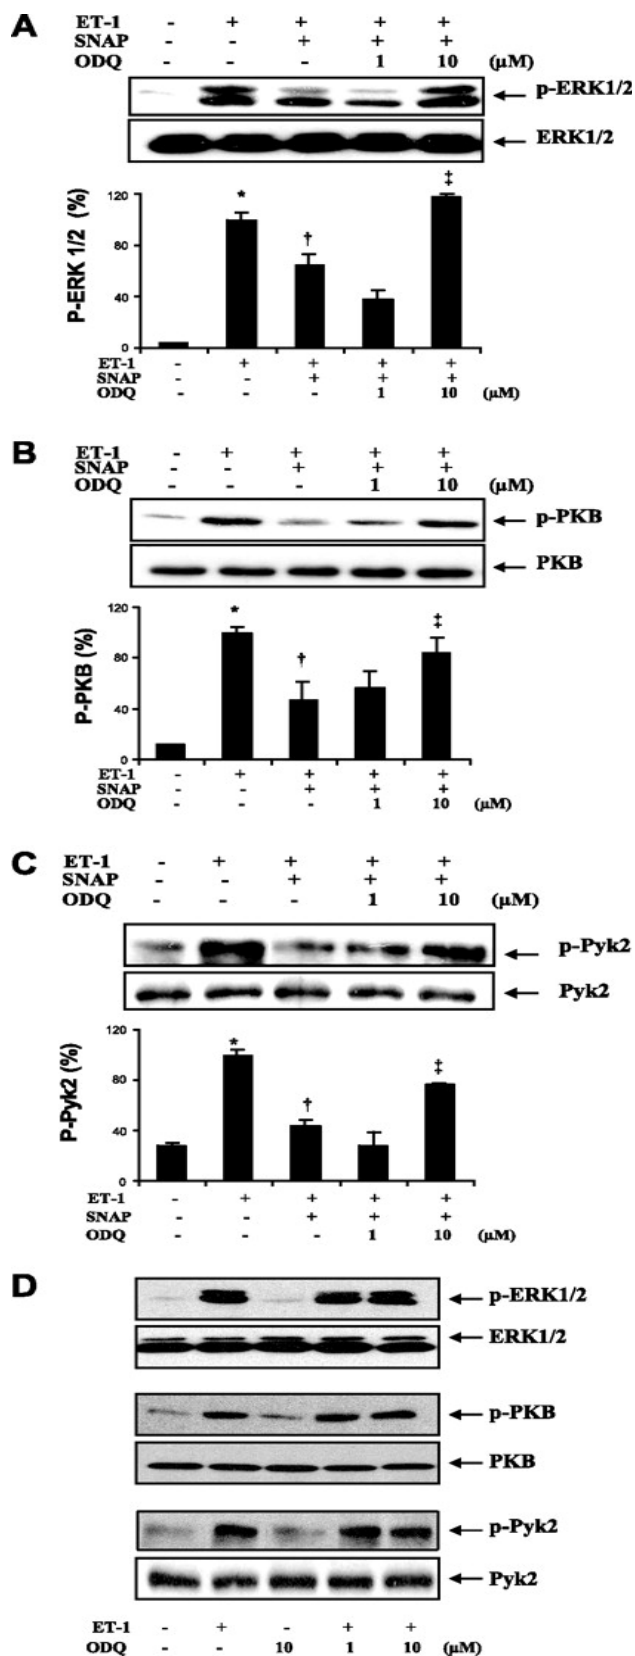 A
ET-1 - + + + +
SNAP - - + + +
ODQ - - - 1 10 (μM)
p-ERK1/2
ERK1/2
P-ERK 1/2 (%)
120
80
40
0
* † ‡
ET-1 - + + + +
SNAP - - + + +
ODQ - - - 1 10 (μM)
B
ET-1 - + + + +
SNAP - - + + +
ODQ - - - 1 10 (μM)
p-PKB
PKB
P-PKB (%)
120
80
40
0
* † ‡
ET-1 - + + + +
SNAP - - + + +
ODQ - - - 1 10 (μM)
C
ET-1 - + + + +
SNAP - - + + +
ODQ - - - 1 10 (μM)
p-Pyk2
Pyk2
P-Pyk2 (%)
120
80
40
0
* † ‡
ET-1 - + + + +
SNAP - - + + +
ODQ - - - 1 10 (μM)
D
p-ERK1/2
ERK1/2
p-PKB
PKB
p-Pyk2
Pyk2
ET-1 - + - + +
ODQ - - 10 1 10 (μM)